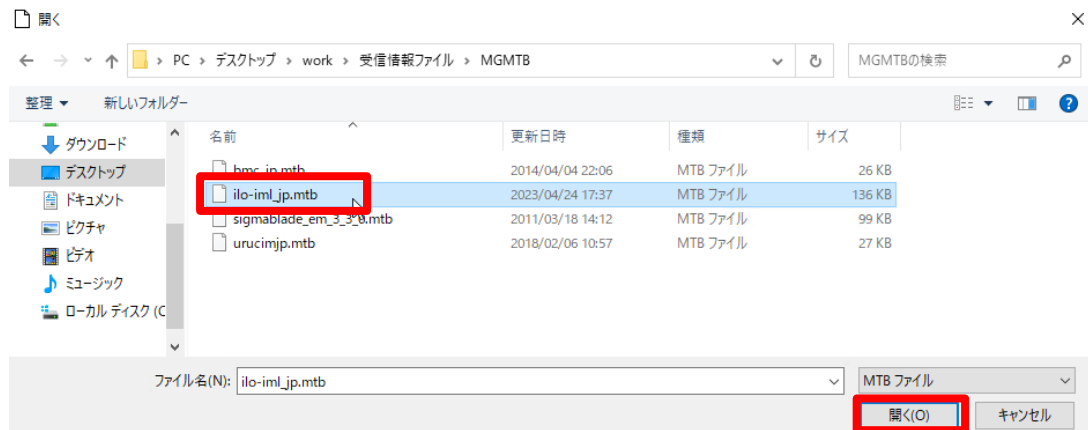 開く
PC › デスクトップ › work › 受信情報ファイル › MGMTB
MGMTBの検索
整理
新しいフォルダー
名前 更新日時 種類 サイズ
ダウンロード
デスクトップ
ドキュメント
ピクチャ
ビデオ
ミュージック
ローカル ディスク (C
bmc_jp.mtb 2014/04/04 22:06 MTB ファイル 26 KB
ilo-iml_jp.mtb 2023/04/24 17:37 MTB ファイル 136 KB
sigmablade_em_3_3_0.mtb 2011/03/18 14:12 MTB ファイル 99 KB
urucimjp.mtb 2018/02/06 10:57 MTB ファイル 27 KB
ファイル名(N): ilo-iml_jp.mtb MTB ファイル
開く(O) キャンセル